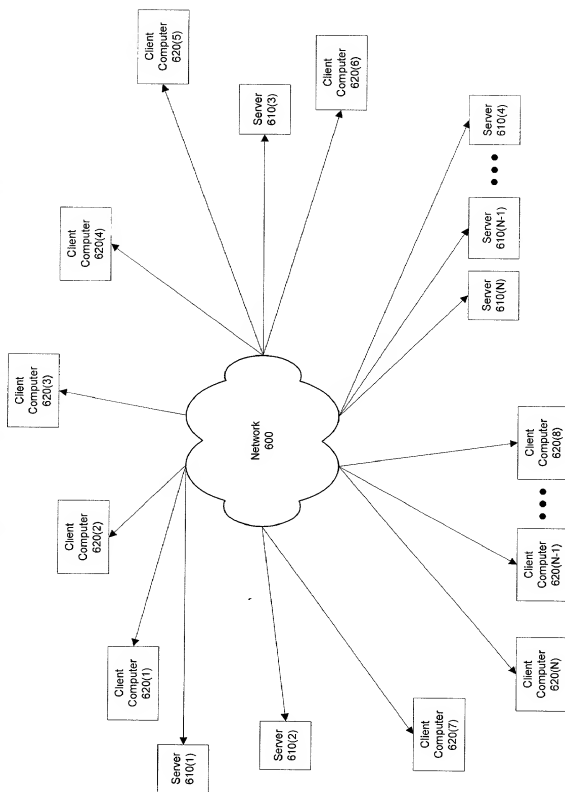 Client
Computer
620(3)
Client
Computer
620(2)
Client
Computer
620(4)
Client
Computer
620(1)
Server
610(1)
Client
Computer
620(5)
Server
610(2)
Network
600
Server
610(3)
Client
Computer
620(6)
Client
Computer
620(7)
Server
610(N)
Server
610(N-1)
• • •
Server
610(4)
Client
Computer
620(N)
Client
Computer
620(N-1)
• • •
Client
Computer
620(8)